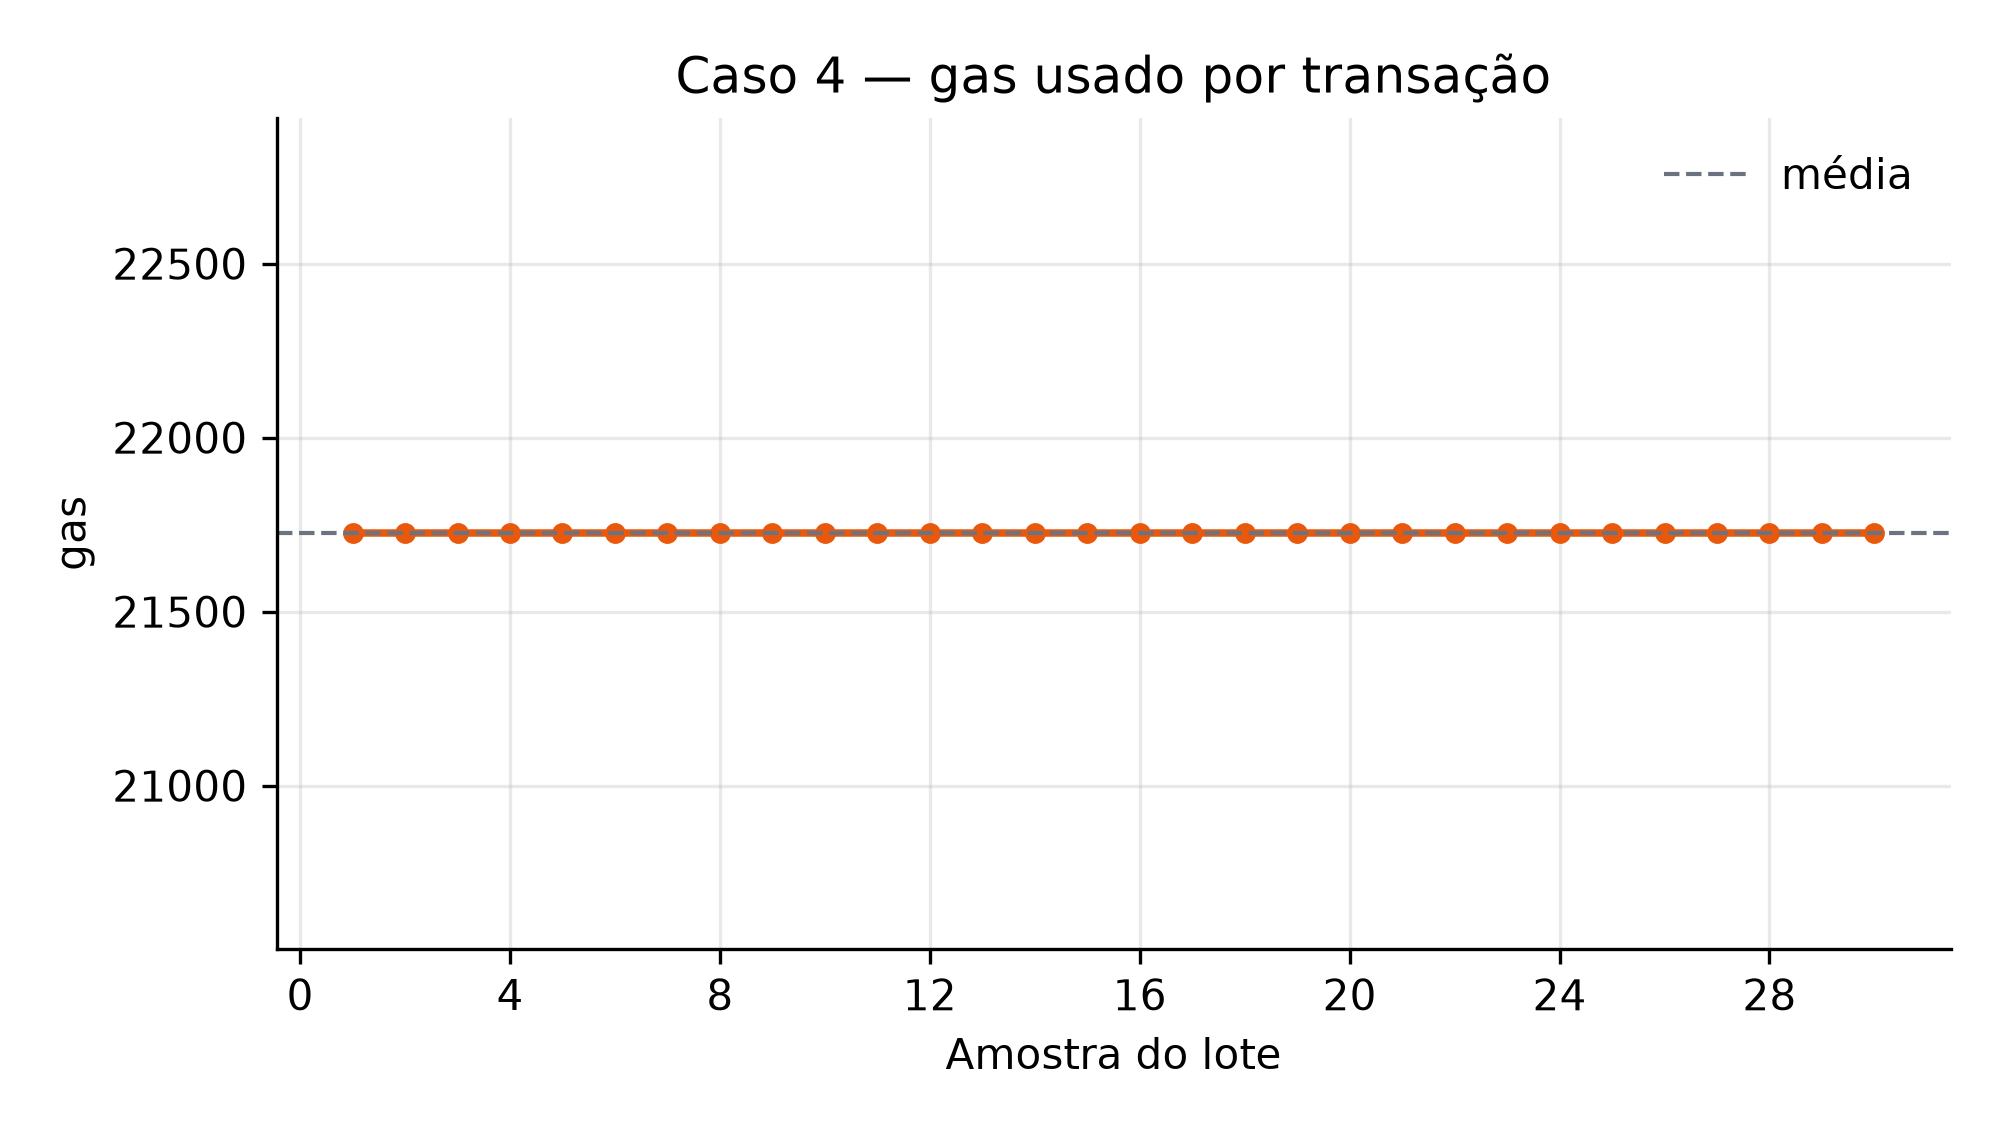 Caso 4 — gas usado por transação
média
22500
22000
21500
21000
gas
0 4 8 12 16 20 24 28
Amostra do lote